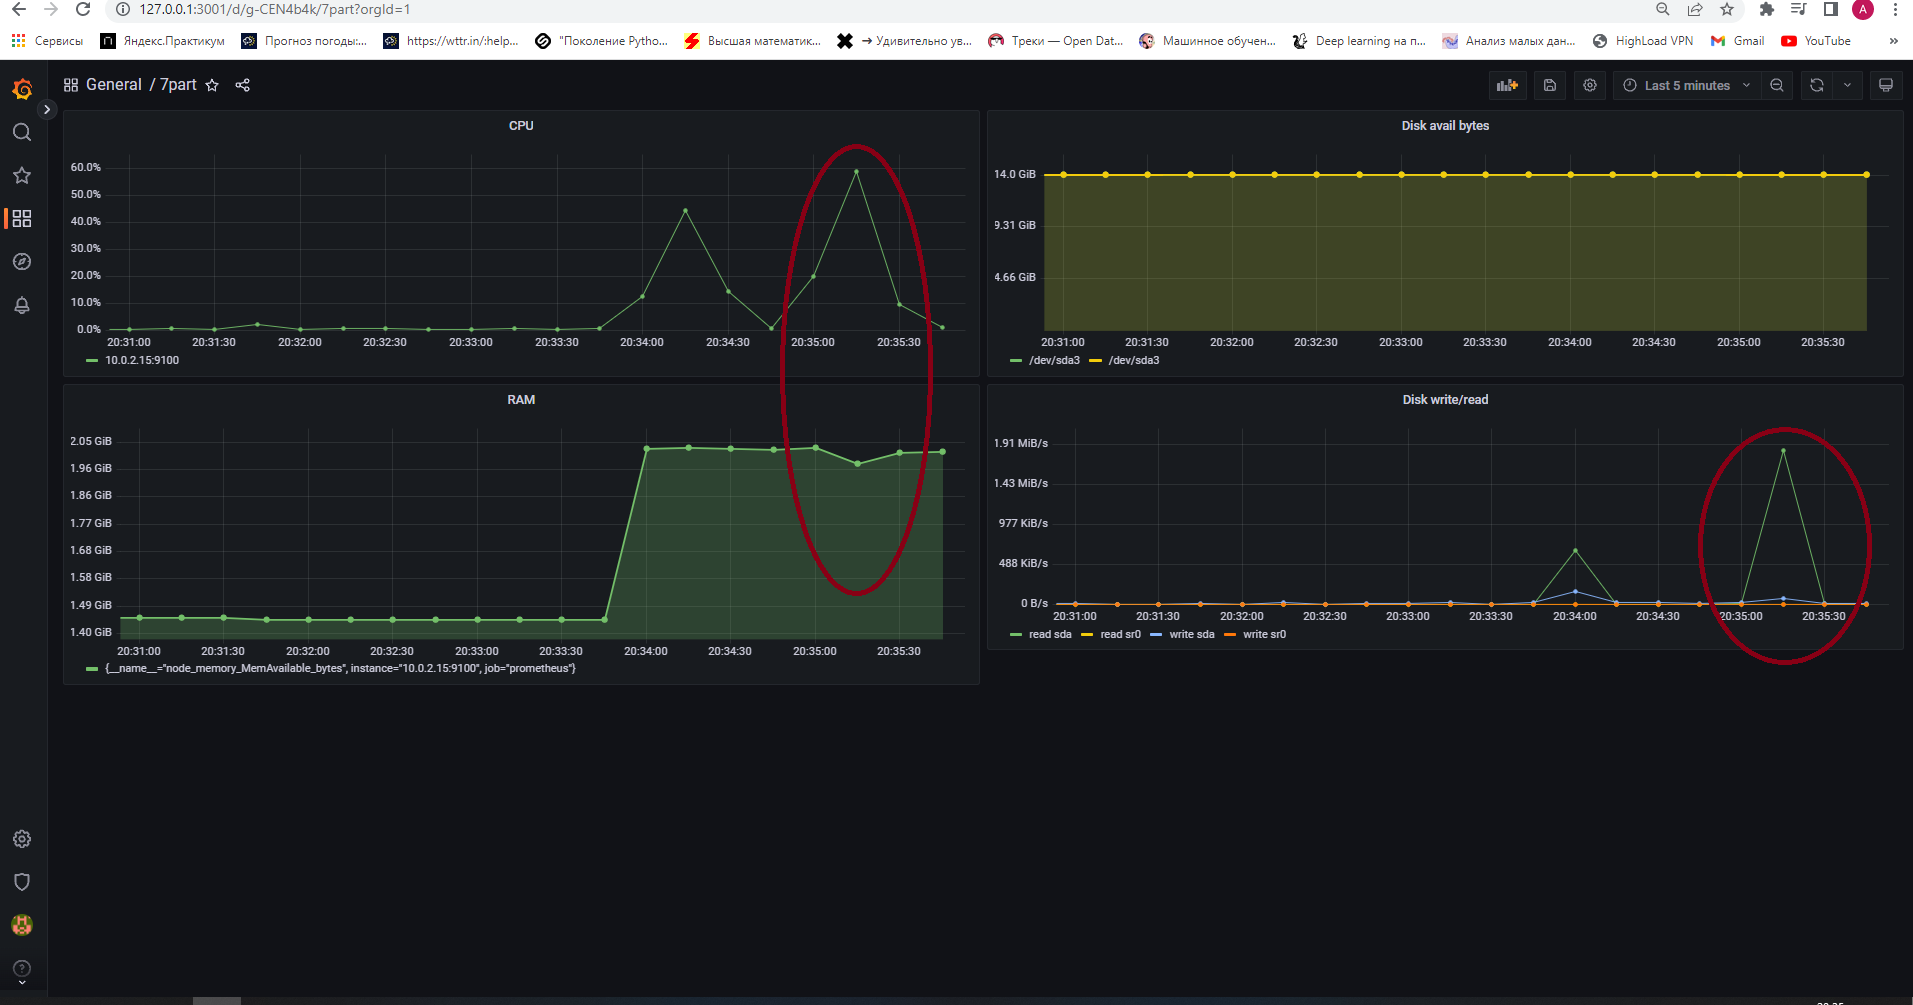 127.0.0.1:3001/d/g-CEN4b4k/7part?orgId=1
A
Сервисы
Яндекс.Практикум
Прогноз погоды:...
https://wttr.in/:help...
"Поколение Pytho...
Высшая математик...
→ Удивительно ув...
Треки — Open Dat...
Машинное обучен...
Deep learning на п...
Анализ малых дан...
HighLoad VPN
Gmail
YouTube
»
General / 7part
Last 5 minutes
CPU
60.0%
50.0%
40.0%
30.0%
20.0%
10.0%
0.0%
20:31:00 20:31:30 20:32:00 20:32:30 20:33:00 20:33:30 20:34:00 20:34:30 20:35:00 20:35:30
10.0.2.15:9100
Disk avail bytes
14.0 GiB
9.31 GiB
4.66 GiB
20:31:00 20:31:30 20:32:00 20:32:30 20:33:00 20:33:30 20:34:00 20:34:30 20:35:00 20:35:30
/dev/sda3 /dev/sda3
RAM
2.05 GiB
1.96 GiB
1.86 GiB
1.77 GiB
1.68 GiB
1.58 GiB
1.49 GiB
1.40 GiB
20:31:00 20:31:30 20:32:00 20:32:30 20:33:00 20:33:30 20:34:00 20:34:30 20:35:00 20:35:30
{__name__="node_memory_MemAvailable_bytes", instance="10.0.2.15:9100", job="prometheus"}
Disk write/read
1.91 MiB/s
1.43 MiB/s
977 KiB/s
488 KiB/s
0 B/s
20:31:00 20:31:30 20:32:00 20:32:30 20:33:00 20:33:30 20:34:00 20:34:30 20:35:00 20:35:30
read sda read sr0 write sda write sr0